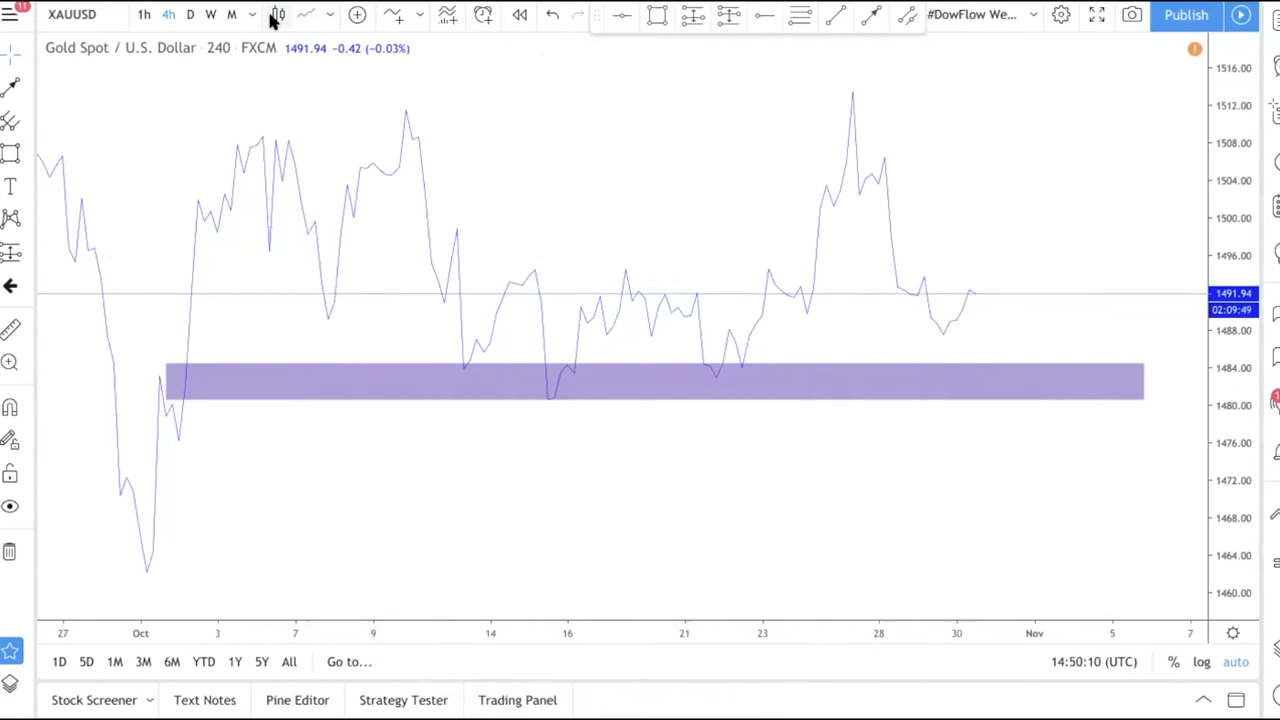 11
XAUUSD 1h 4h D W M #DowFlow We... Publish
Gold Spot / U.S. Dollar · 240 · FXCM 1491.94 −0.42 (−0.03%)
1516.00
1512.00
1508.00
1504.00
1500.00
1496.00
1491.94
02:09:49
1488.00
1484.00
1480.00
1476.00
1472.00
1468.00
1464.00
1460.00
T
27 Oct 3 7 9 14 16 21 23 28 30 Nov 5 7
1D 5D 1M 3M 6M YTD 1Y 5Y All Go to... 14:50:10 (UTC) % log auto
Stock Screener Text Notes Pine Editor Strategy Tester Trading Panel